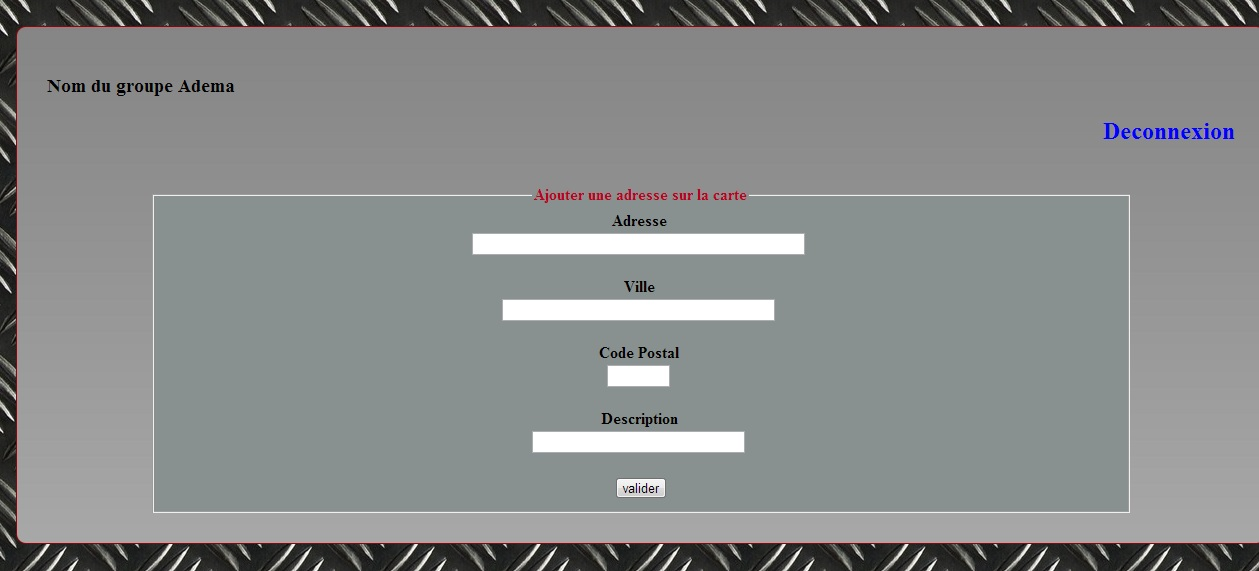 Nom du groupe Adema
Deconnexion
Ajouter une adresse sur la carte
Adresse
Ville
Code Postal
Description
valider